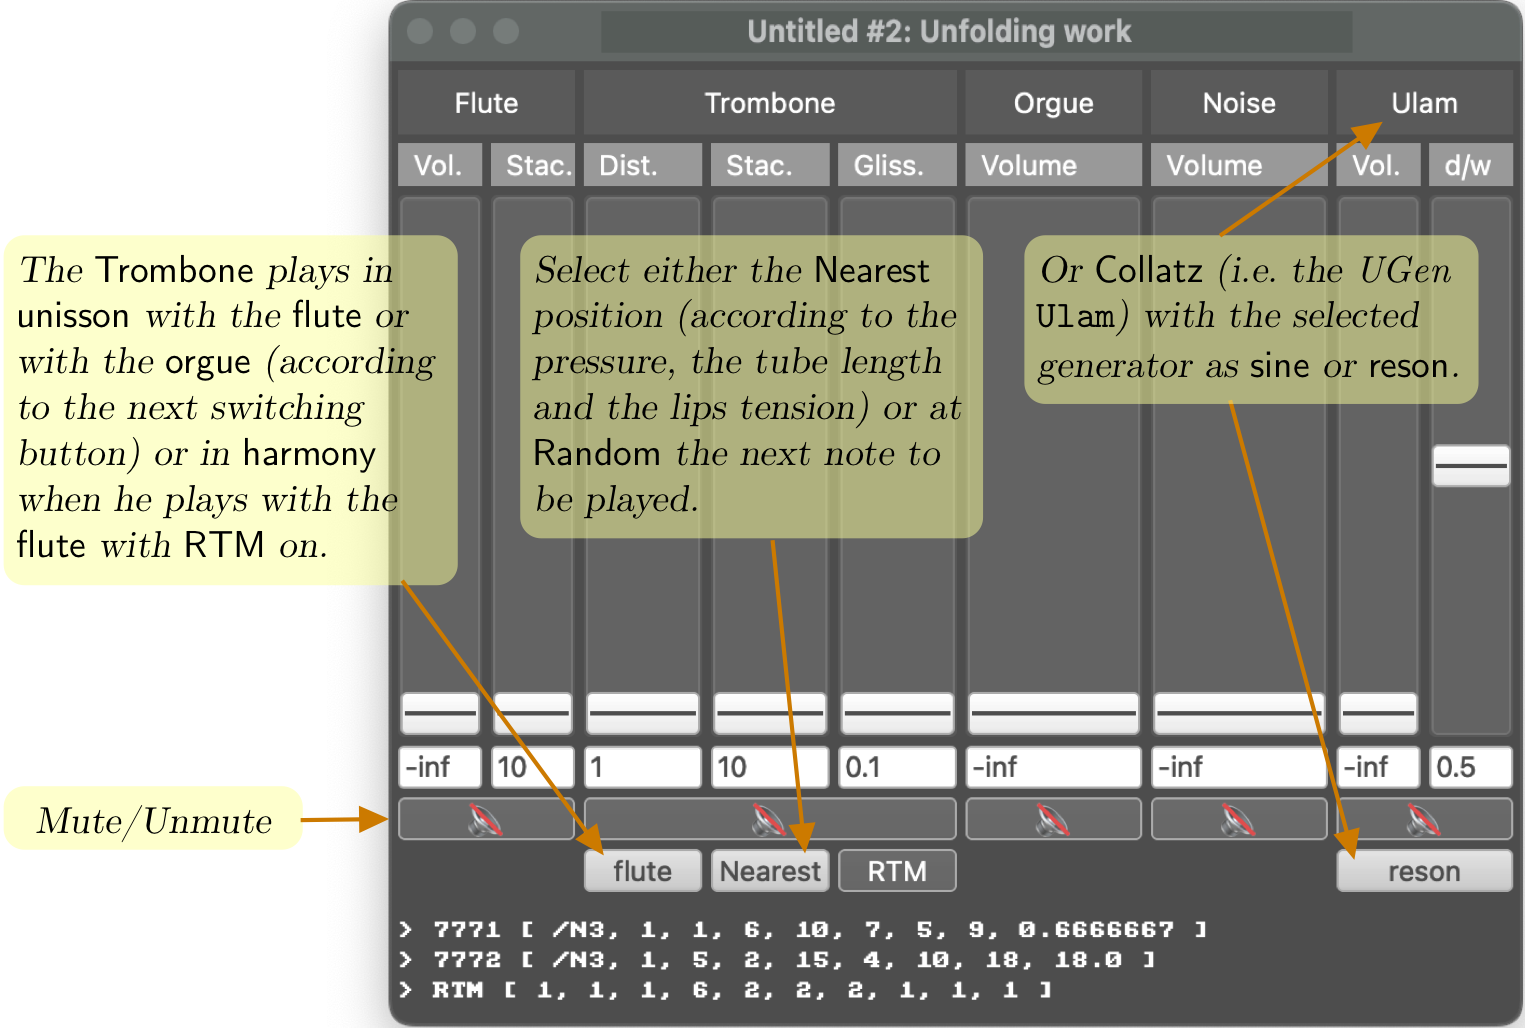 Untitled #2: Unfolding work
Flute Trombone Orgue Noise Ulam
Vol. Stac. Dist. Stac. Gliss. Volume Volume Vol. d/w
The Trombone plays in
unisson with the flute or
with the orgue (according
to the next switching
button) or in harmony
when he plays with the
flute with RTM on.
Select either the Nearest
position (according to the
pressure, the tube length
and the lips tension) or at
Random the next note to
be played.
Or Collatz (i.e. the UGen
Ulam) with the selected
generator as sine or reson.
-inf 10 1 10 0.1 -inf -inf -inf 0.5
Mute/Unmute
flute Nearest RTM reson
> 7771 [ /N3, 1, 1, 6, 10, 7, 5, 9, 0.6666667 ]
> 7772 [ /N3, 1, 5, 2, 15, 4, 10, 18, 18.0 ]
> RTM [ 1, 1, 1, 6, 2, 2, 2, 1, 1, 1 ]